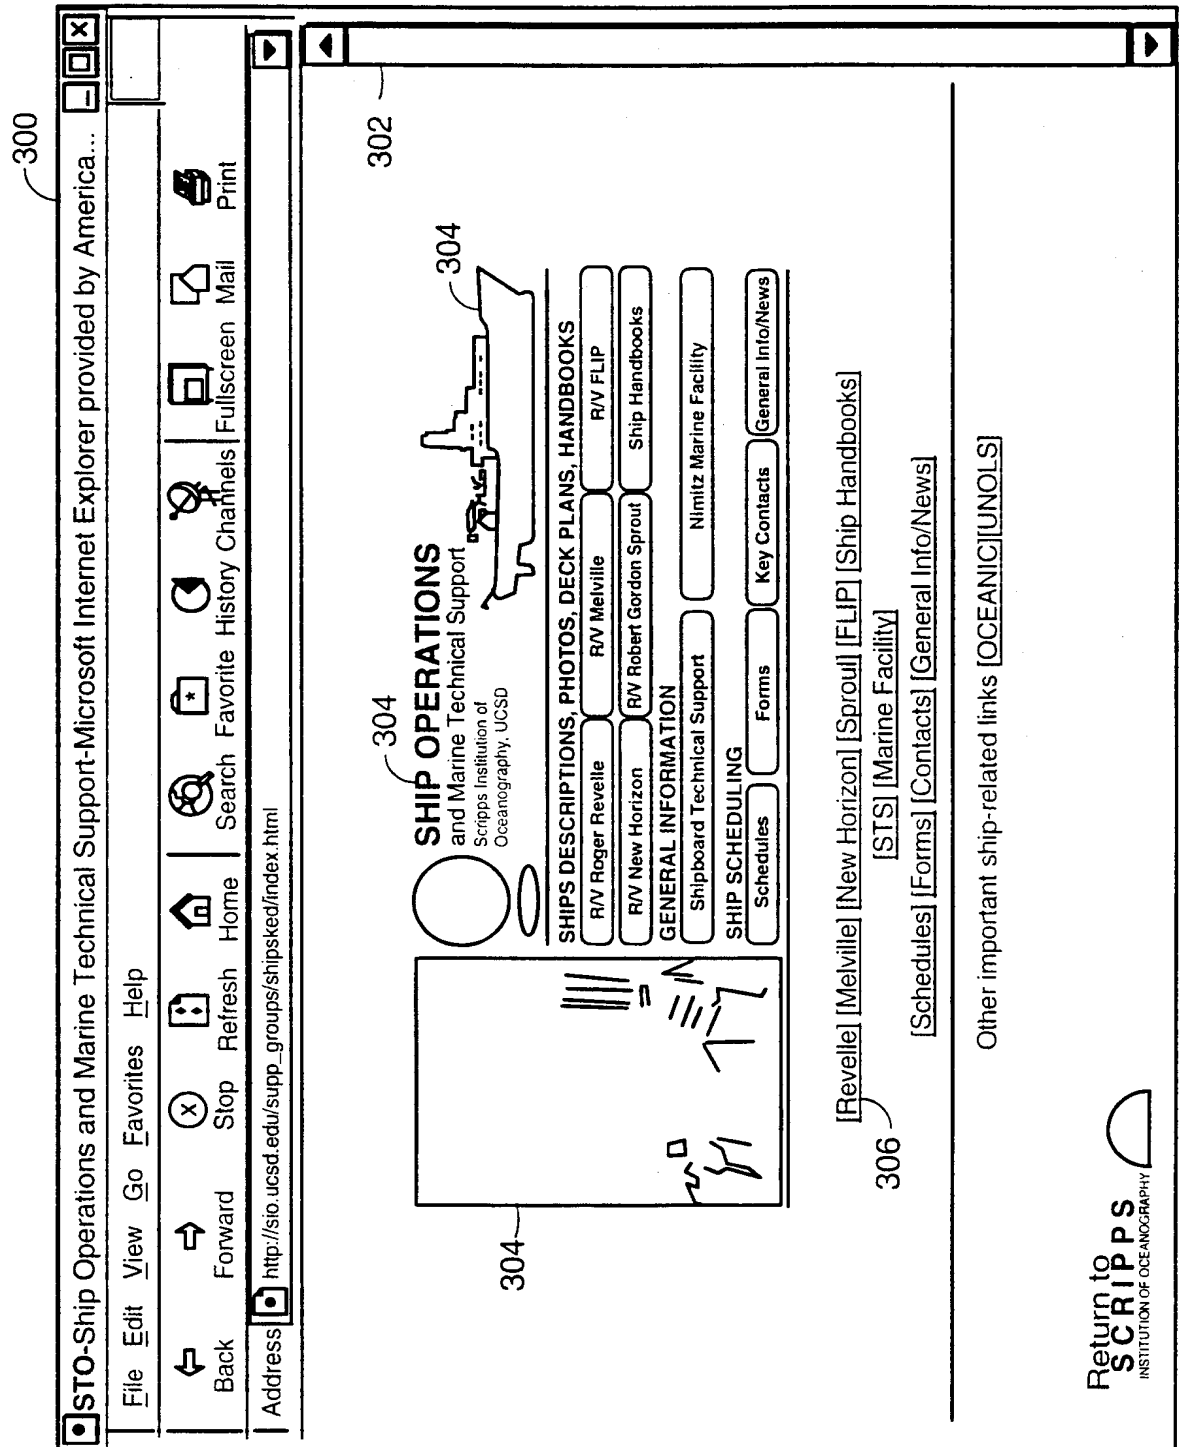 300
STO-Ship Operations and Marine Technical Support-Microsoft Internet Explorer provided by America...
File Edit View Go Favorites Help
Back Forward Stop Refresh Home Search Favorite History Channels Fullscreen Mail Print
Address http://sio.ucsd.edu/supp_groups/shipsked/index.html
302
304
SHIP OPERATIONS
and Marine Technical Support
Scripps Institution of
Oceanography, UCSD
304
304
SHIPS DESCRIPTIONS, PHOTOS, DECK PLANS, HANDBOOKS
R/V Roger Revelle R/V Melville R/V FLIP
R/V New Horizon R/V Robert Gordon Sprout Ship Handbooks
GENERAL INFORMATION
Shipboard Technical Support Nimitz Marine Facility
SHIP SCHEDULING
Schedules Forms Key Contacts General Info/News
[Revelle] [Melville] [New Horizon] [Sproul] [FLIP] [Ship Handbooks]
306
[STS] [Marine Facility]
[Schedules] [Forms] [Contacts] [General Info/News]
Other important ship-related links [OCEANIC][UNOLS]
Return to
SCRIPPS
INSTITUTION OF OCEANOGRAPHY